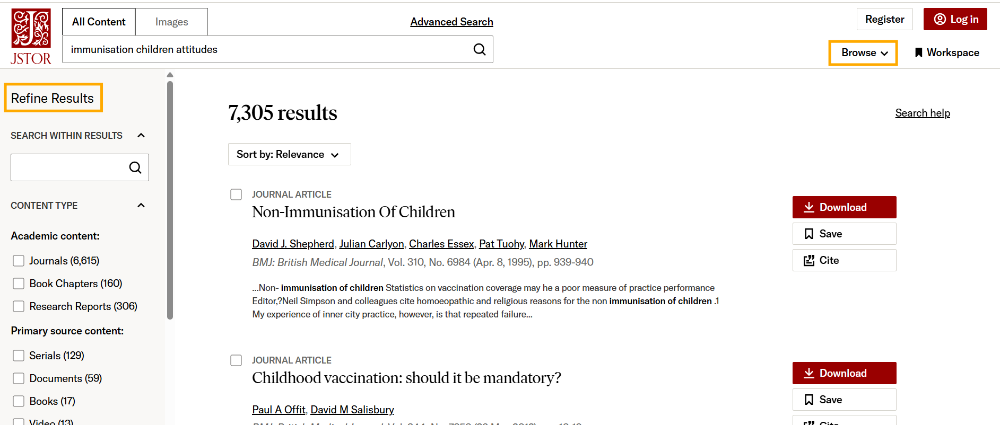 All Content
Images
Advanced Search
Register
Log in
JSTOR
immunisation children attitudes
Browse
Workspace
Refine Results
SEARCH WITHIN RESULTS
CONTENT TYPE
Academic content:
Journals (6,615)
Book Chapters (160)
Research Reports (306)
Primary source content:
Serials (129)
Documents (59)
Books (17)
Video (13)
7,305 results
Search help
Sort by: Relevance
JOURNAL ARTICLE
Non-Immunisation Of Children
David J. Shepherd, Julian Carlyon, Charles Essex, Pat Tuohy, Mark Hunter
BMJ: British Medical Journal, Vol. 310, No. 6984 (Apr. 8, 1995), pp. 939-940
...Non- immunisation of children Statistics on vaccination coverage may he a poor measure of practice performance
Editor,?Neil Simpson and colleagues cite homoeopathic and religious reasons for the non immunisation of children .1
My experience of inner city practice, however, is that repeated failure...
Download
Save
Cite
JOURNAL ARTICLE
Childhood vaccination: should it be mandatory?
Paul A Offit, David M Salisbury
Download
Save
Cite